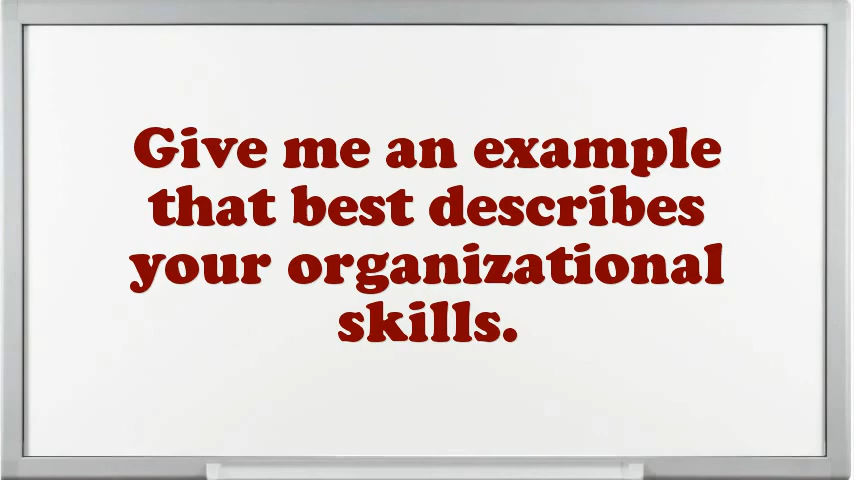 Give me an example
that best describes
your organizational
skills.